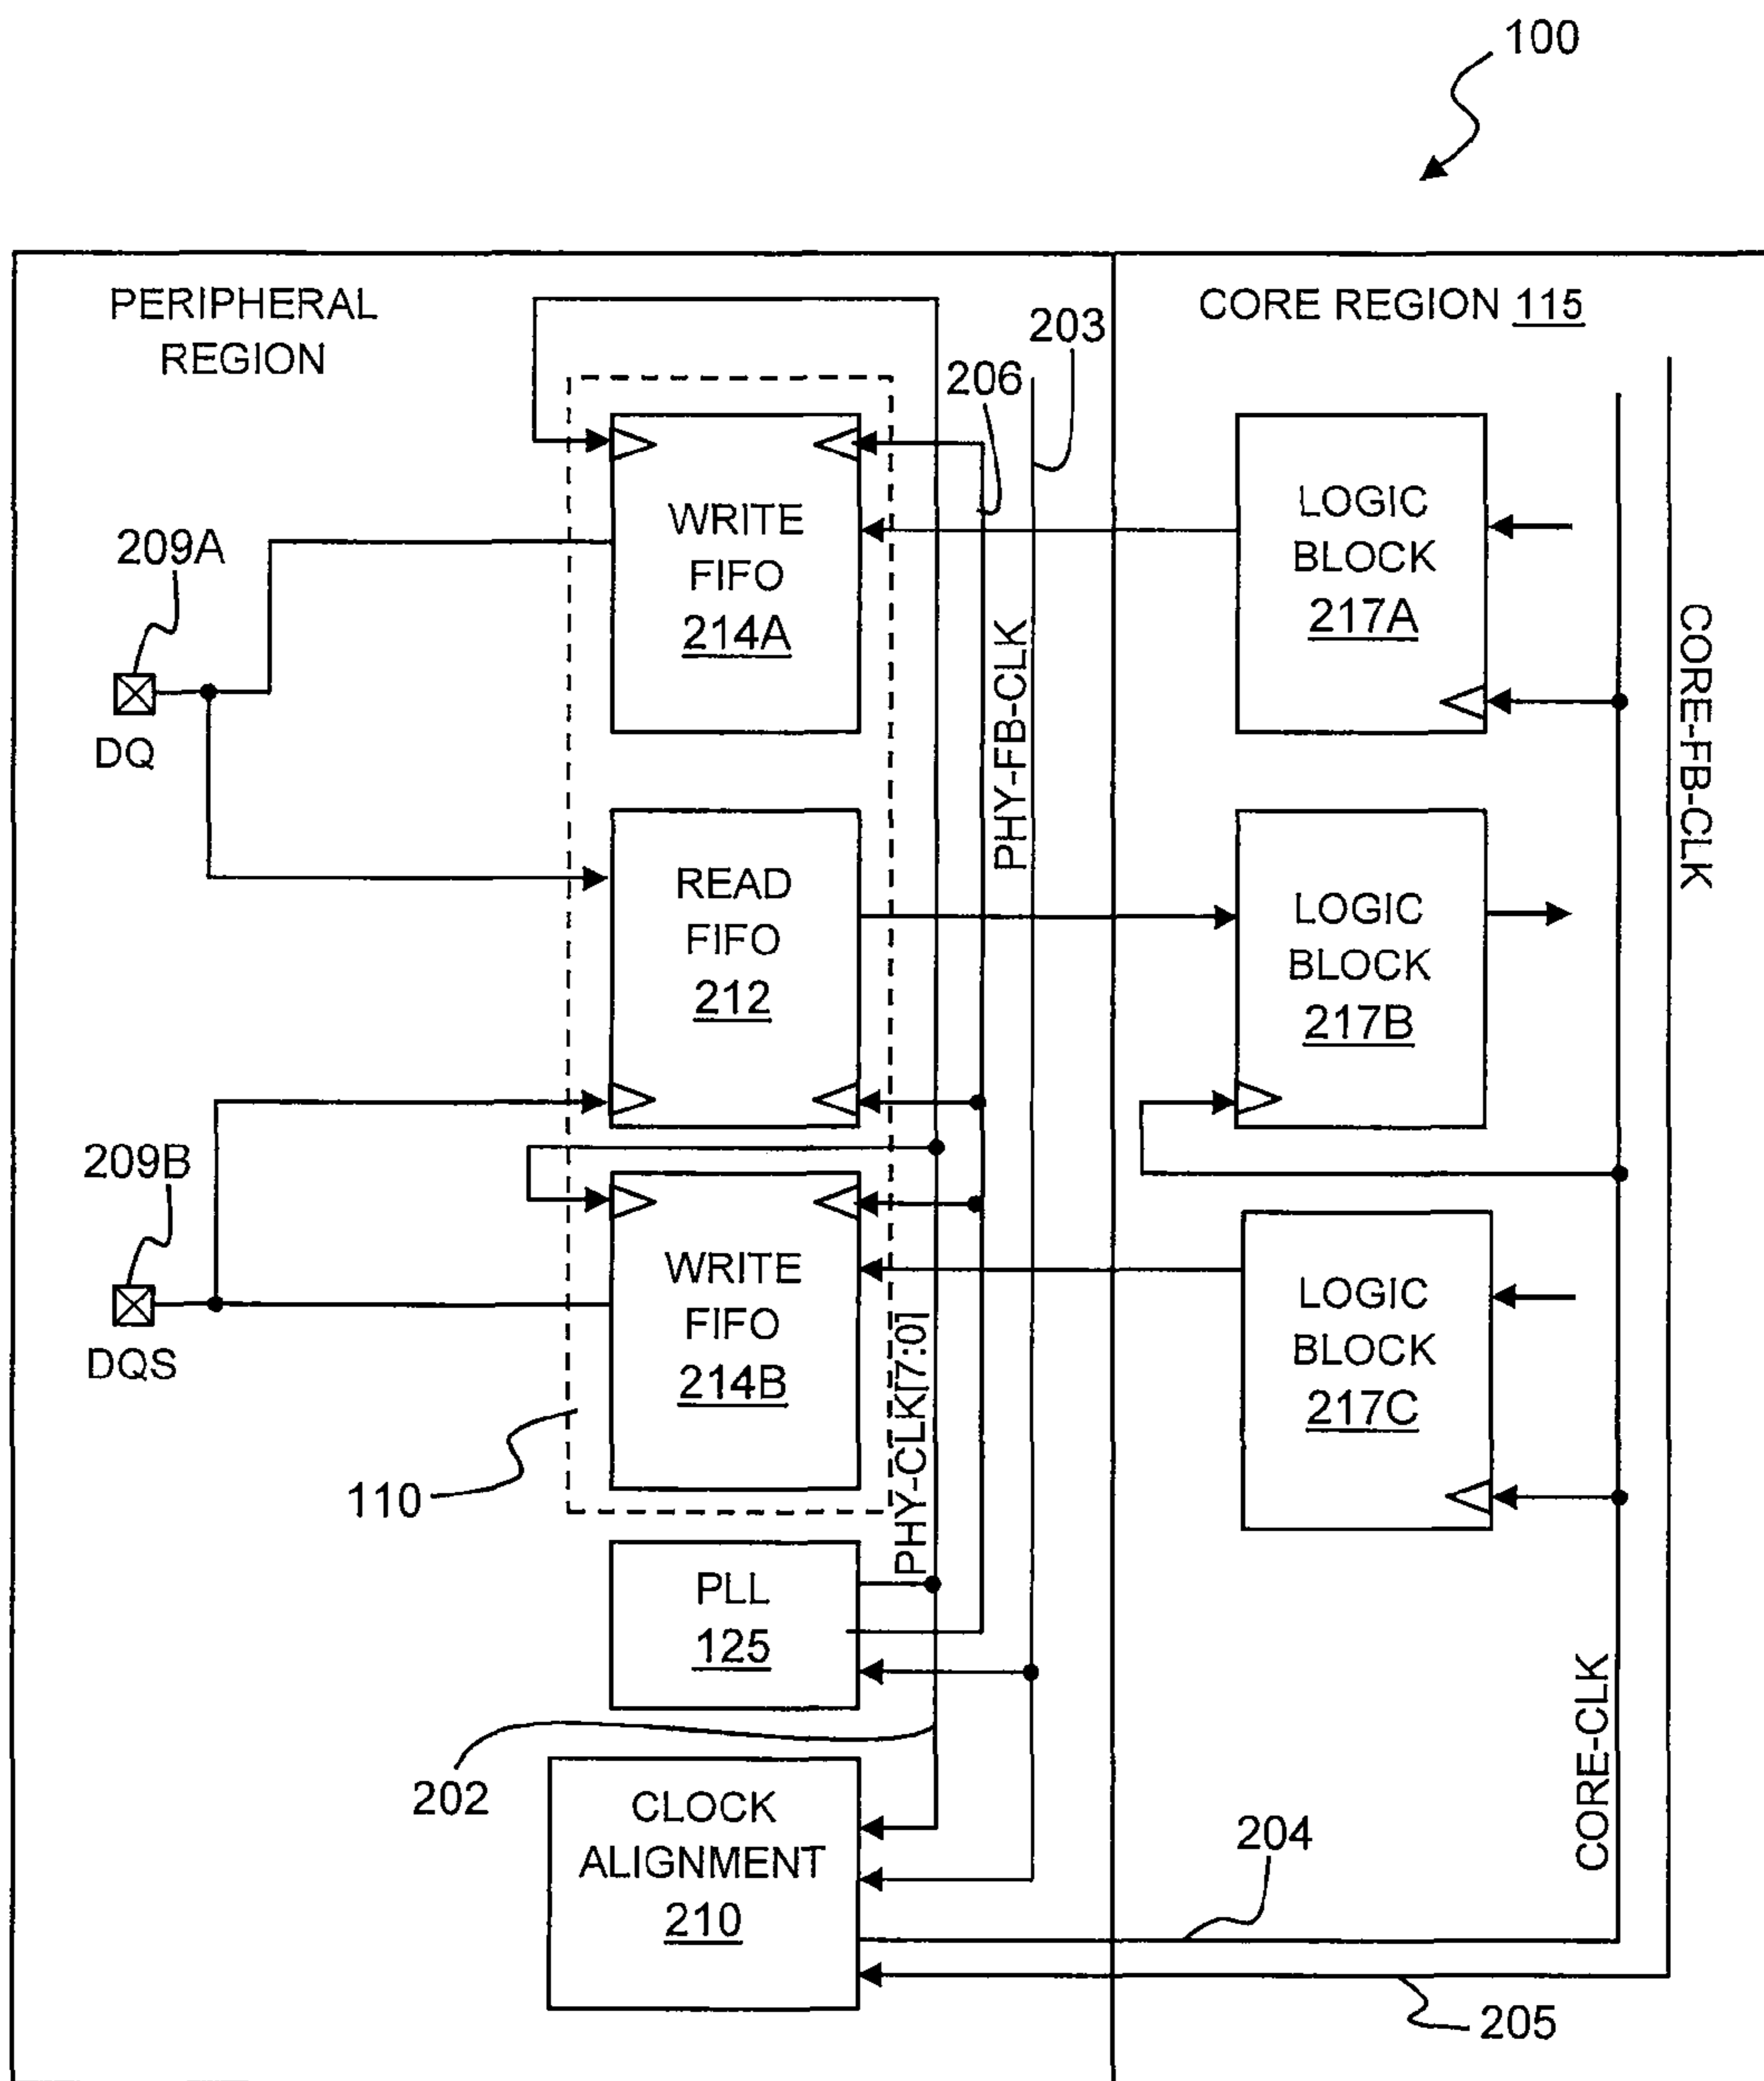 100
PERIPHERAL
REGION
CORE REGION 115
203
206
209A
DQ
WRITE
FIFO
214A
LOGIC
BLOCK
217A
PHY-FB-CLK
CORE-FB-CLK
READ
FIFO
212
LOGIC
BLOCK
217B
209B
DQS
WRITE
FIFO
214B
LOGIC
BLOCK
217C
PHY-CLK[7:0]
110
PLL
125
CORE-CLK
202
CLOCK
ALIGNMENT
210
204
205